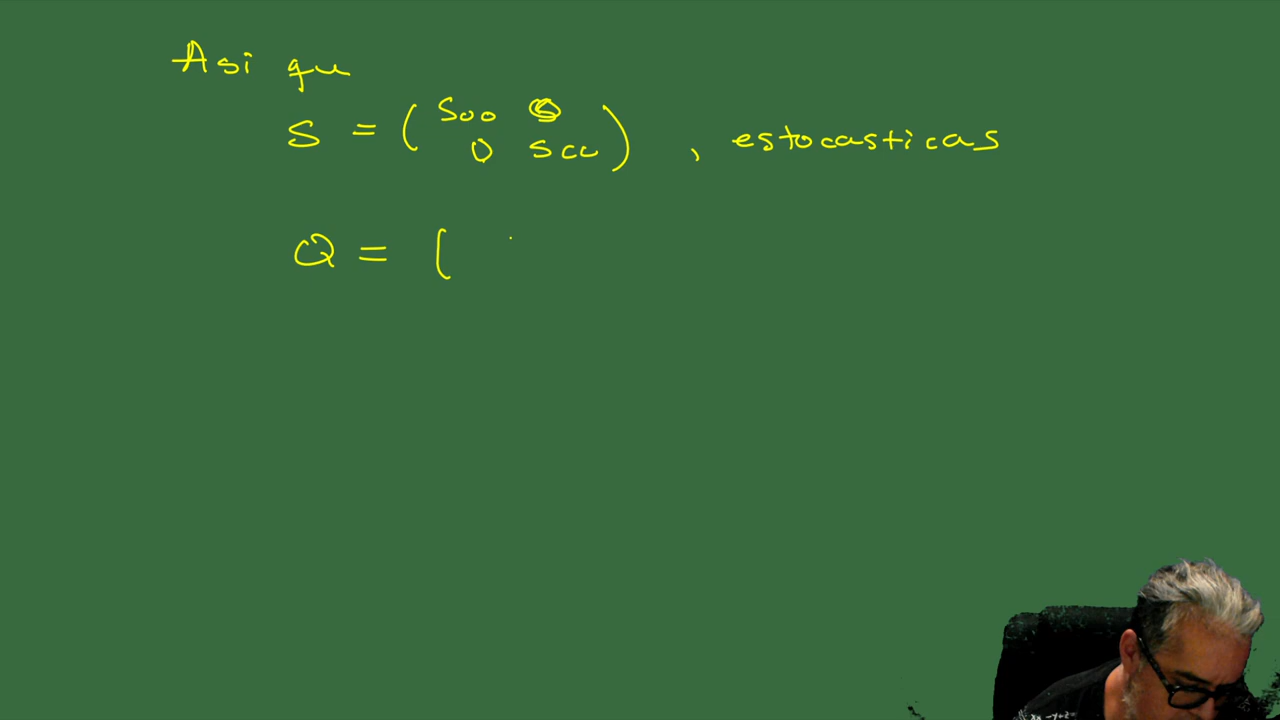 Asi qu
S = ( Soo
0 Scc ) , estocasticas
Q = (